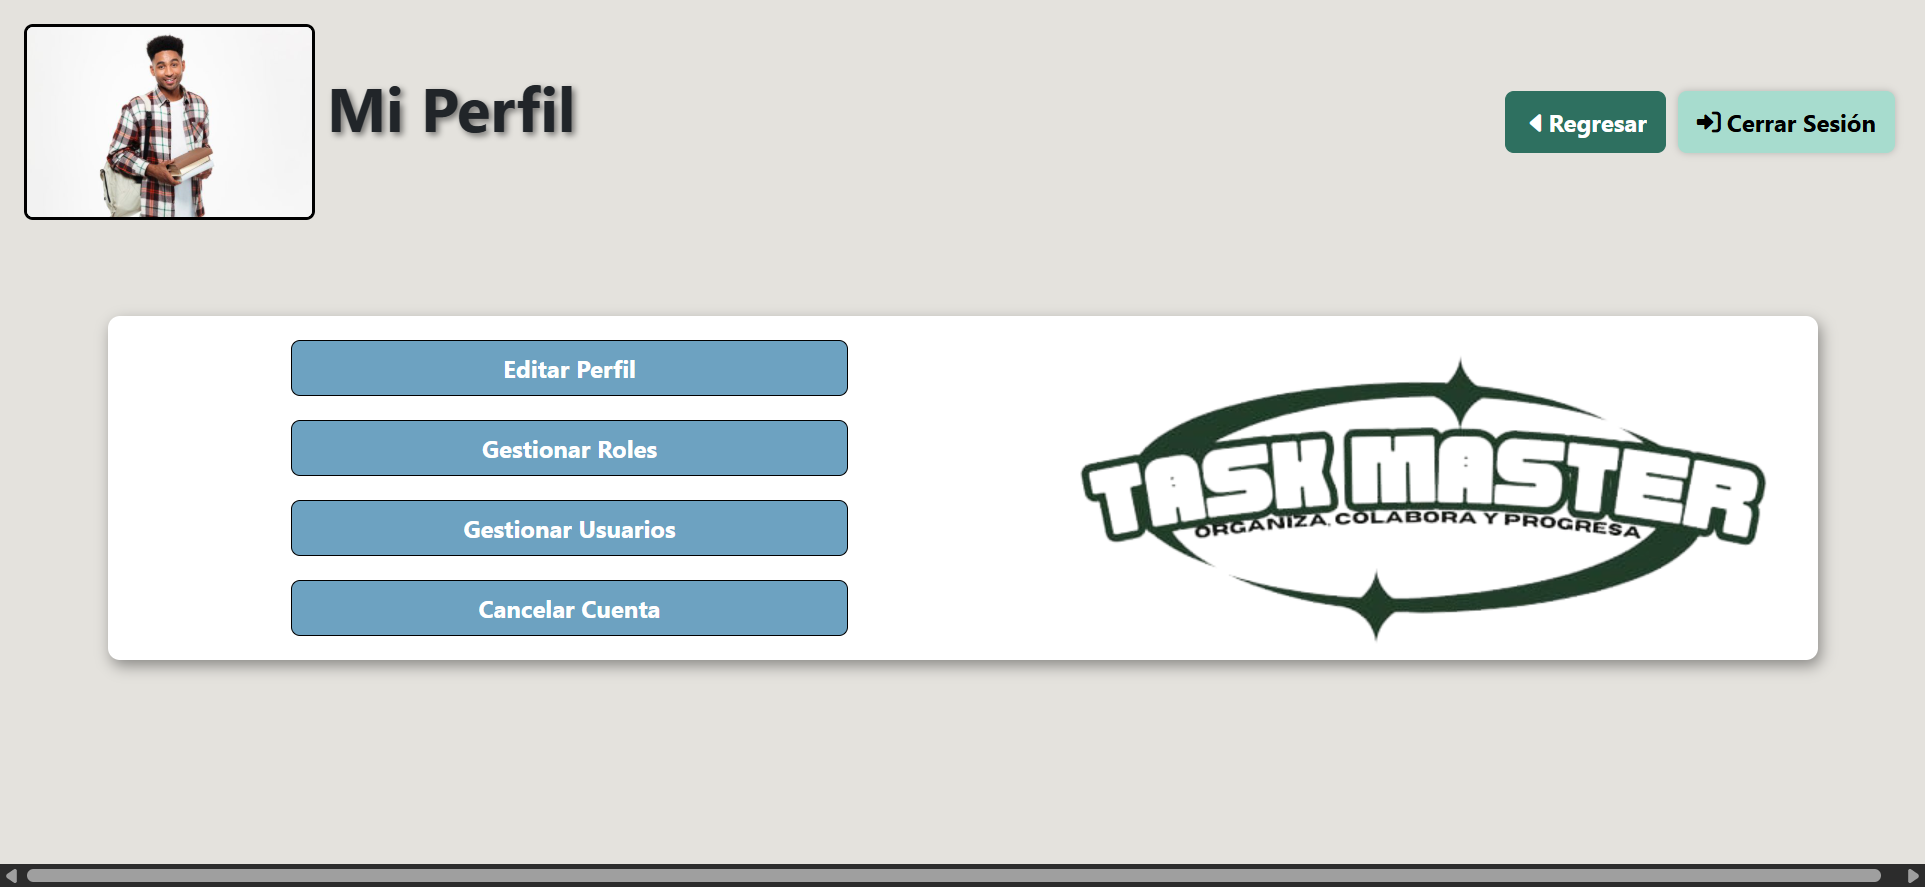 Mi Perfil
Regresar
Cerrar Sesión
Editar Perfil
Gestionar Roles
Gestionar Usuarios
Cancelar Cuenta
TASK MASTER
ORGANIZA, COLABORA Y PROGRESA